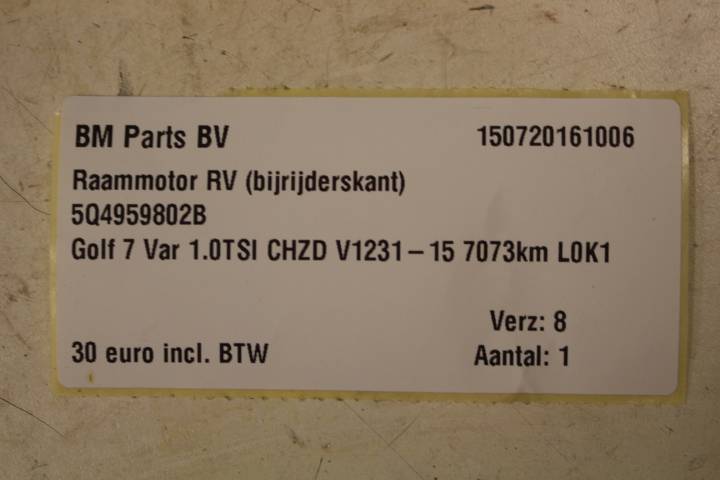 BM Parts BV 150720161006
Raammotor RV (bijrijderskant)
5Q4959802B
Golf 7 Var 1.0TSI CHZD V1231 – 15 7073km L0K1
Verz: 8
30 euro incl. BTW Aantal: 1